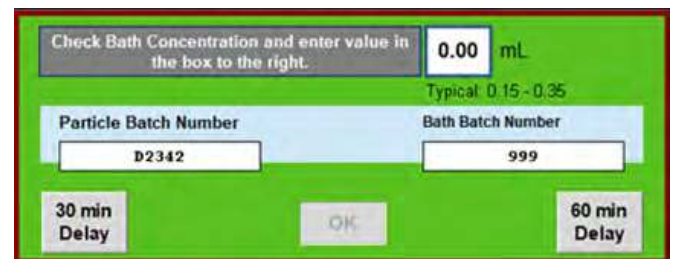 Check Bath Concentration and enter value in
the box to the right.
0.00 mL
Typical: 0.15 - 0.35
Particle Batch Number
Bath Batch Number
D2342
999
30 min
Delay
OK
60 min
Delay